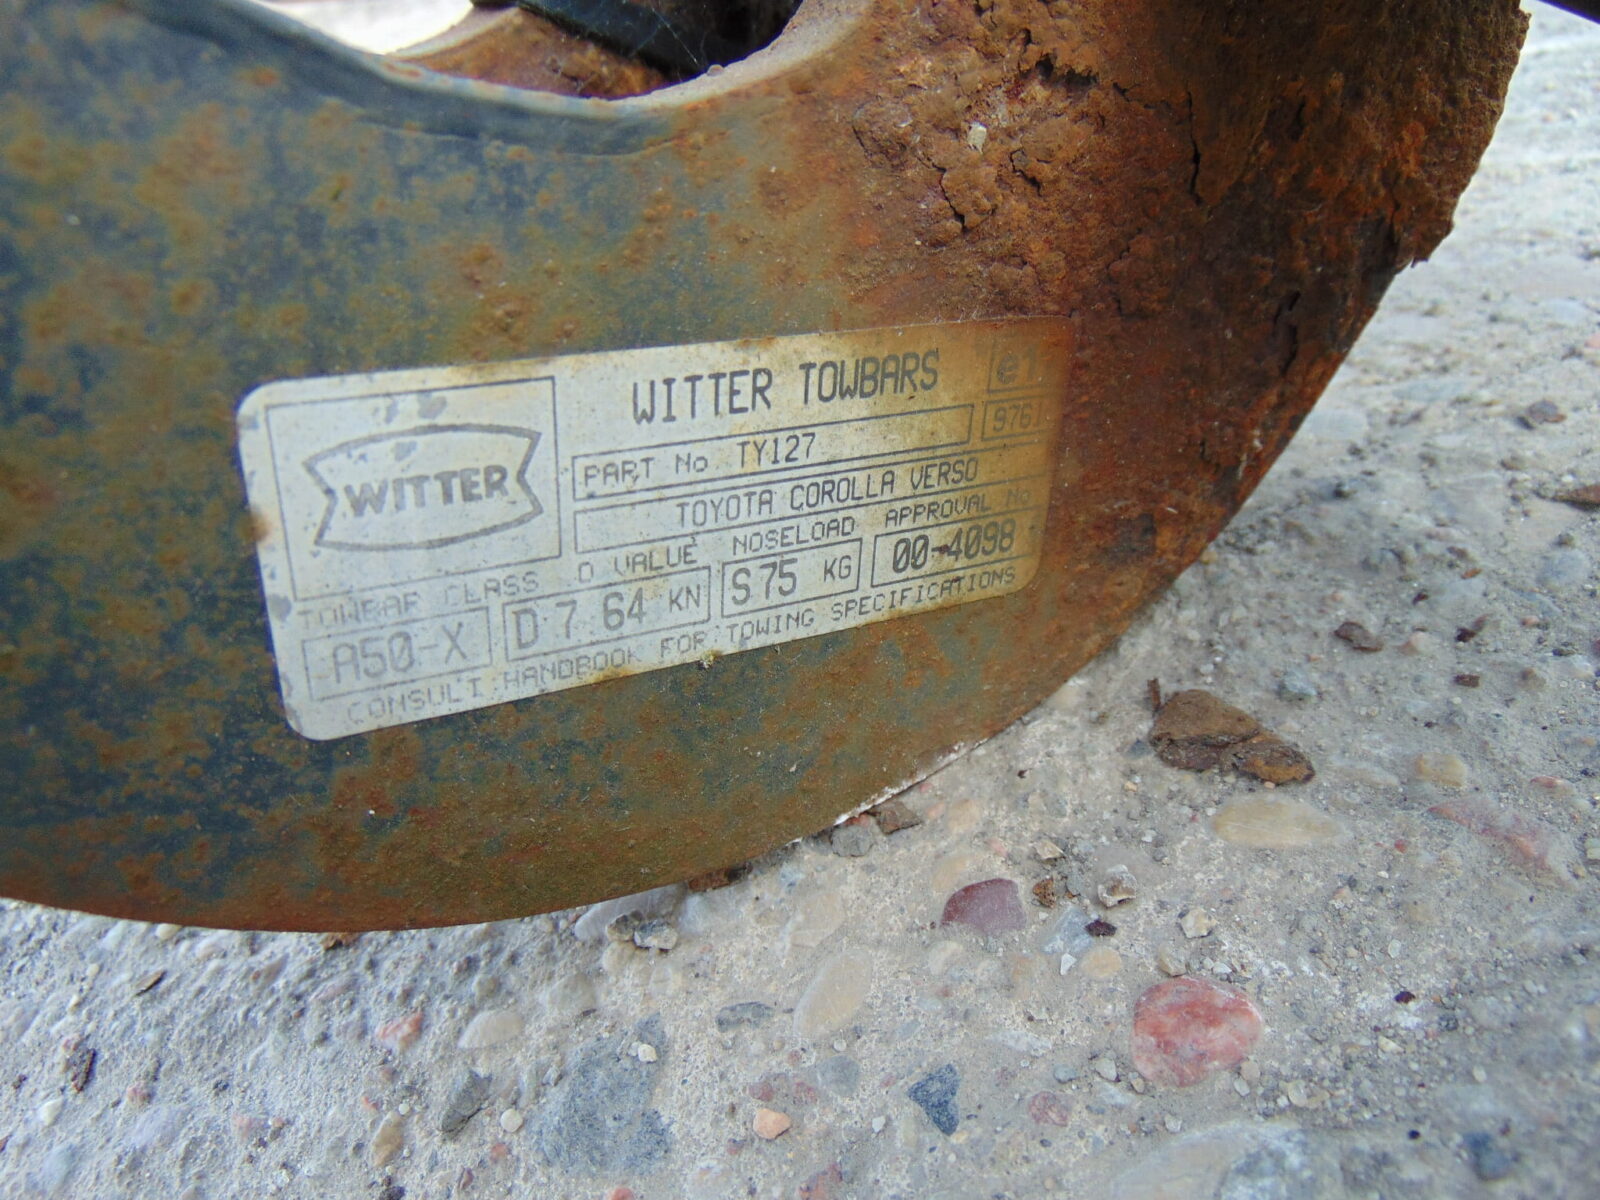 WITTER
WITTER TOWBARS
e1
PART No TY127
9761
TOYOTA COROLLA VERSO
TOWBAR CLASS D VALUE NOSELOAD APPROVAL No
A50-X D 7.64 KN S 75 KG 00-4098
CONSULT HANDBOOK FOR TOWING SPECIFICATIONS